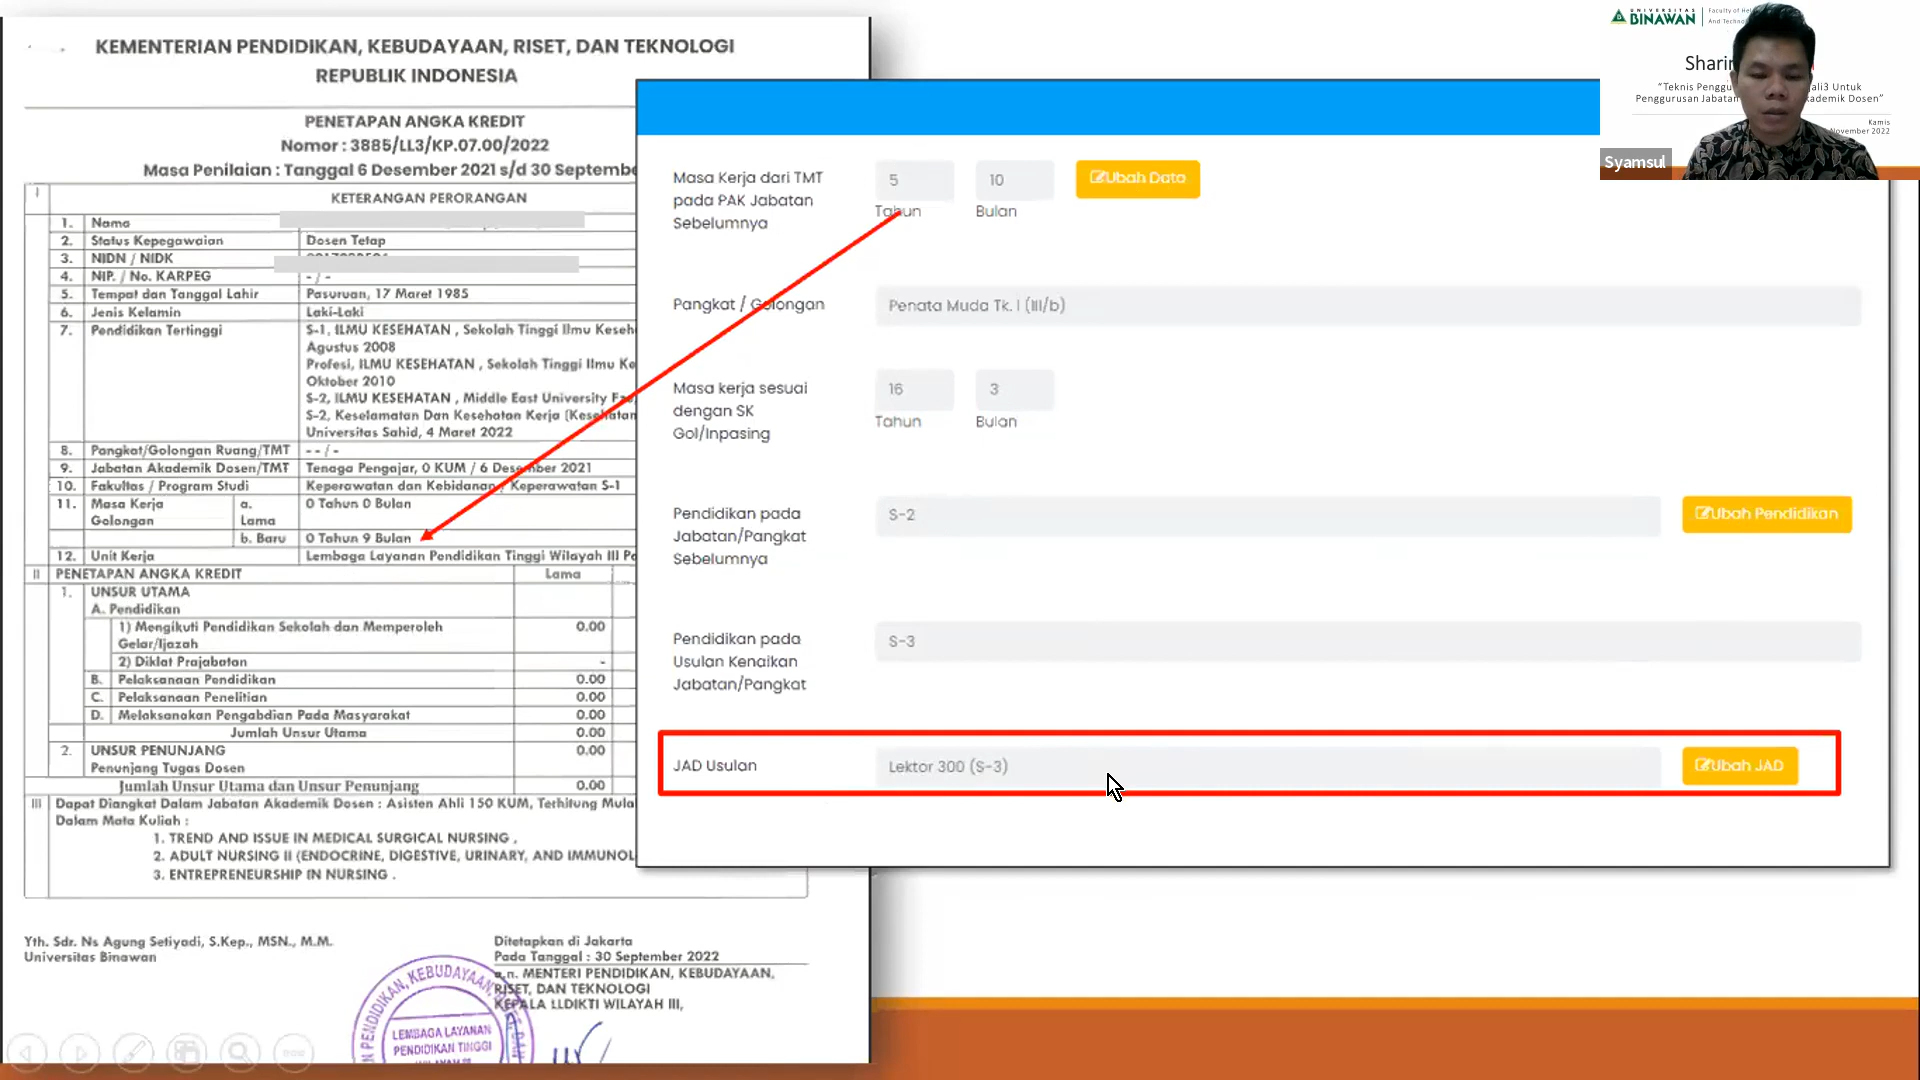 KEMENTERIAN PENDIDIKAN, KEBUDAYAAN, RISET, DAN TEKNOLOGI
REPUBLIK INDONESIA
PENETAPAN ANGKA KREDIT
Nomor : 3885/LL3/KP.07.00/2022
Masa Penilaian : Tanggal 6 Desember 2021 s/d 30 Septembe
I KETERANGAN PERORANGAN
1. Nama
2. Status Kepegawaian Dosen Tetap
3. NIDN / NIDK
4. NIP. / No. KARPEG - / -
5. Tempat dan Tanggal Lahir Pasuruan, 17 Maret 1985
6. Jenis Kelamin Laki-Laki
7. Pendidikan Tertinggi S-1, ILMU KESEHATAN , Sekolah Tinggi Ilmu Keseh
Agustus 2008
Profesi, ILMU KESEHATAN , Sekolah Tinggi Ilmu Ke
Oktober 2010
S-2, ILMU KESEHATAN , Middle East University
S-2, Keselamatan Dan Kesehatan Kerja (Kesehatan
Universitas Sahid, 4 Maret 2022
8. Pangkat/Golongan Ruang/TMT - - / -
9. Jabatan Akademik Dosen/TMT Tenaga Pengajar, 0 KUM / 6 Desember 2021
10. Fakultas / Program Studi Keperawatan dan Kebidanan / Keperawatan S-1
11. Masa Kerja Golongan a. Lama 0 Tahun 0 Bulan
b. Baru 0 Tahun 9 Bulan
12. Unit Kerja Lembaga Layanan Pendidikan Tinggi Wilayah III Pa
II PENETAPAN ANGKA KREDIT Lama
1. UNSUR UTAMA
A. Pendidikan
1) Mengikuti Pendidikan Sekolah dan Memperoleh 0.00
Gelar/Ijazah
2) Diklat Prajabatan -
B. Pelaksanaan Pendidikan 0.00
C. Pelaksanaan Penelitian 0.00
D. Melaksanakan Pengabdian Pada Masyarakat 0.00
Jumlah Unsur Utama 0.00
2. UNSUR PENUNJANG 0.00
Penunjang Tugas Dosen
Jumlah Unsur Utama dan Unsur Penunjang 0.00
III Dapat Diangkat Dalam Jabatan Akademik Dosen : Asisten Ahli 150 KUM, Terhitung Mula
Dalam Mata Kuliah :
1. TREND AND ISSUE IN MEDICAL SURGICAL NURSING ,
2. ADULT NURSING II (ENDOCRINE, DIGESTIVE, URINARY, AND IMMUNOL
3. ENTREPRENEURSHIP IN NURSING .
Yth. Sdr. Ns Agung Setiyadi, S.Kep., MSN., M.M.
Universitas Binawan
Ditetapkan di Jakarta
Pada Tanggal : 30 September 2022
a.n. MENTERI PENDIDIKAN, KEBUDAYAAN,
RISET, DAN TEKNOLOGI
KEPALA LLDIKTI WILAYAH III,
PENDIDIKAN, KEBUDAYAAN,
LEMBAGA LAYANAN
PENDIDIKAN TINGGI
Masa Kerja dari TMT
pada PAK Jabatan
Sebelumnya
5 10 Ubah Data
Tahun Bulan
Pangkat / Golongan Penata Muda Tk. I (III/b)
Masa kerja sesuai
dengan SK
Gol/Inpasing
16 3
Tahun Bulan
Pendidikan pada
Jabatan/Pangkat
Sebelumnya
S-2 Ubah Pendidikan
Pendidikan pada
Usulan Kenaikan
Jabatan/Pangkat
S-3
JAD Usulan Lektor 300 (S-3) Ubah JAD
UNIVERSITAS
BINAWAN
Faculty of
And
"Teknis
Untuk
"
Kamis
November 2022
Syamsul